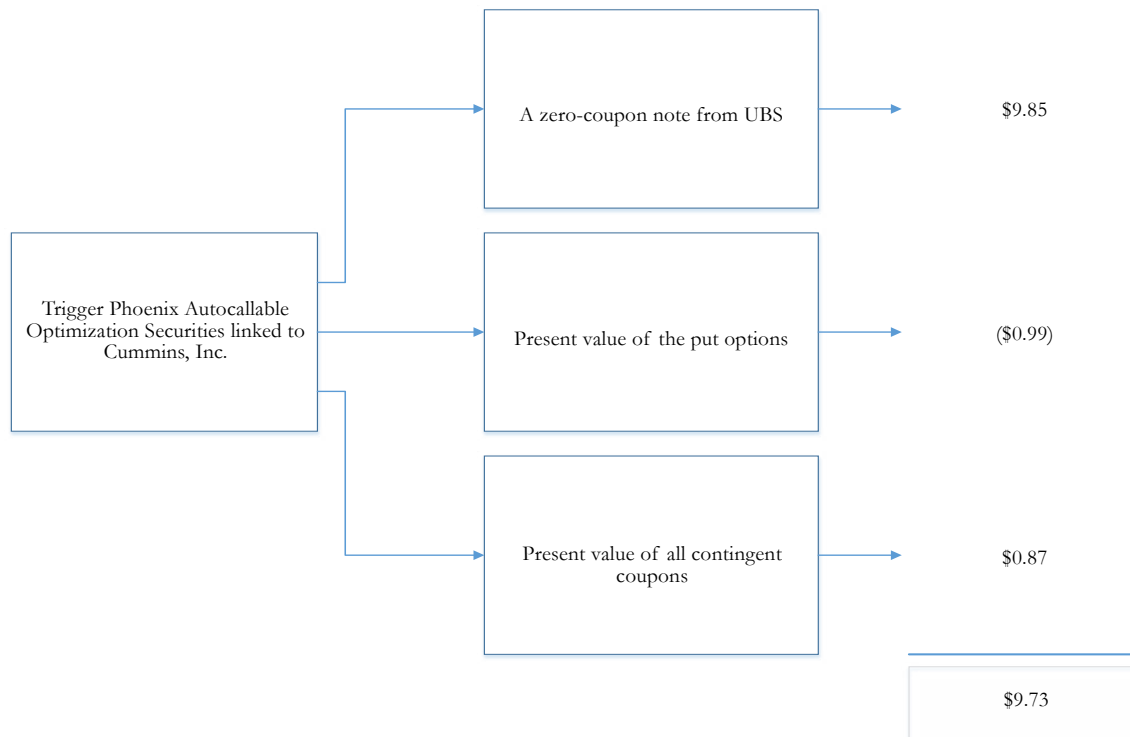 A zero-coupon note from UBS
$9.85
Trigger Phoenix Autocallable
Optimization Securities linked to
Cummins, Inc.
Present value of the put options
($0.99)
Present value of all contingent
coupons
$0.87
$9.73